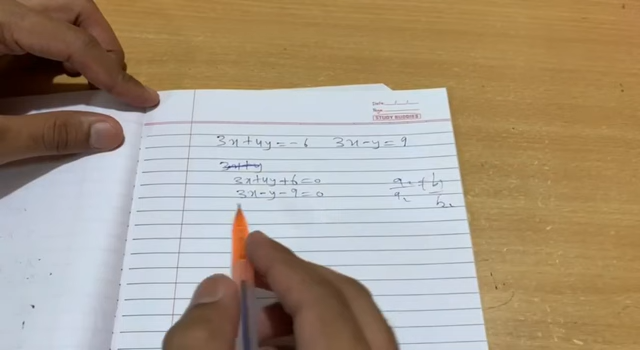 Date
Page
STUDY BUDDIES
3x+4y=-6 3x-y=9
3x+y
3x+4y+6=0
3x-y-9=0
a₁/a₂ ≠ b₁/b₂